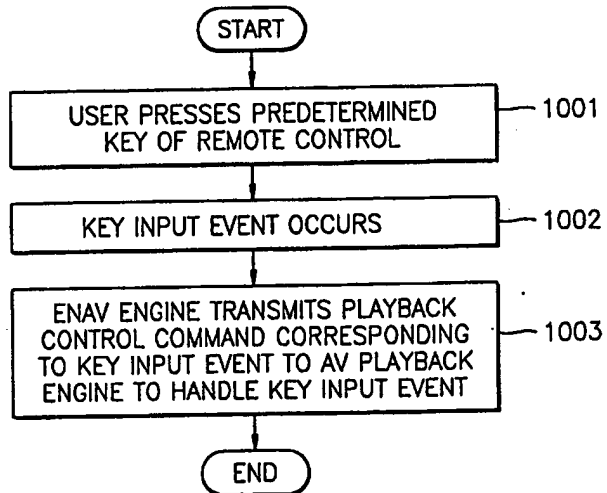 START
USER PRESSES PREDETERMINED
KEY OF REMOTE CONTROL
1001
KEY INPUT EVENT OCCURS
1002
ENAV ENGINE TRANSMITS PLAYBACK
CONTROL COMMAND CORRESPONDING
TO KEY INPUT EVENT TO AV PLAYBACK
ENGINE TO HANDLE KEY INPUT EVENT
1003
END